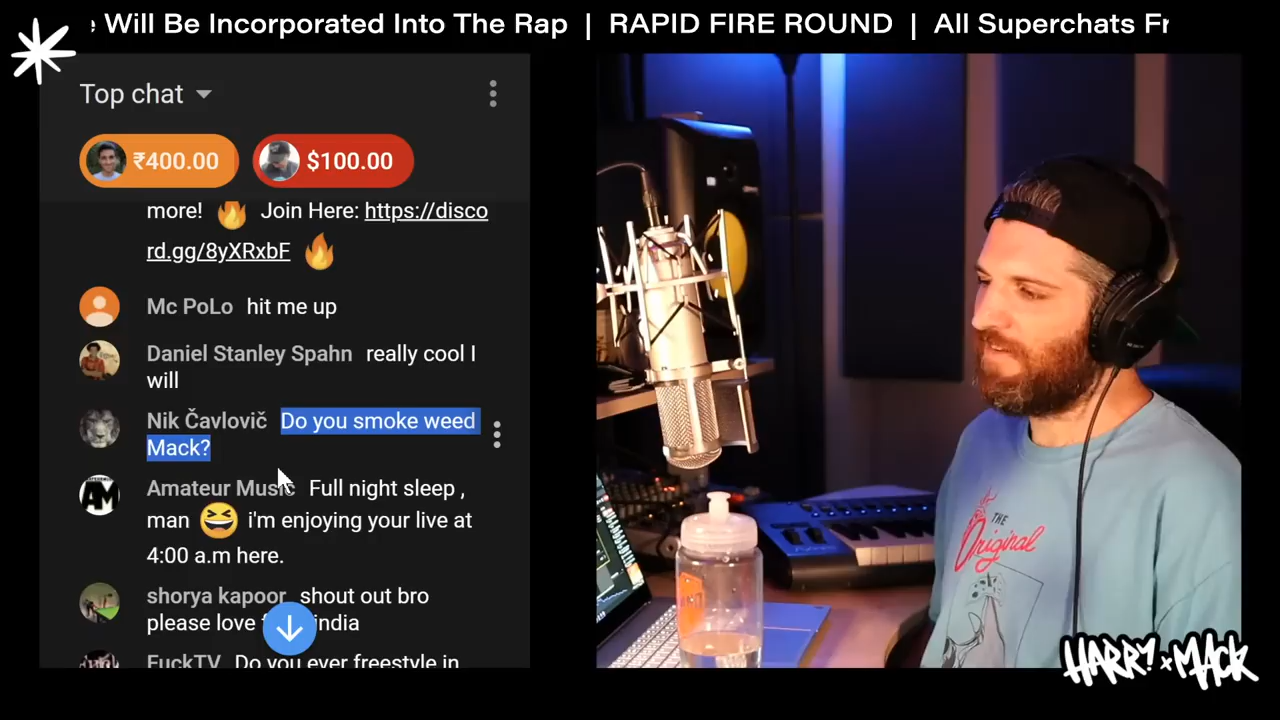 e Will Be Incorporated Into The Rap | RAPID FIRE ROUND | All Superchats Fr
Top chat
₹400.00 $100.00
more! 🔥 Join Here: https://disco
rd.gg/8yXRxbF 🔥
Mc PoLo hit me up
Daniel Stanley Spahn really cool I
will
Nik Čavlovič Do you smoke weed
Mack?
Amateur Music Full night sleep ,
man 😆 i'm enjoying your live at
4:00 a.m here.
shorya kapoor shout out bro
please love india
FuckTV Do you ever freestyle in
AM
THE
Original
HARRY MACK